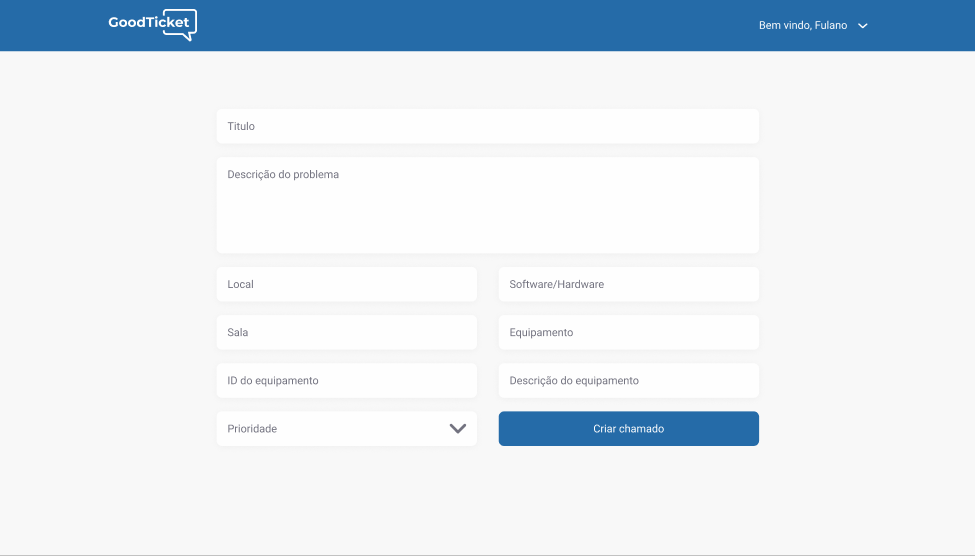 GoodTicket
Bem vindo, Fulano
Titulo
Descrição do problema
Local
Software/Hardware
Sala
Equipamento
ID do equipamento
Descrição do equipamento
Prioridade
Criar chamado